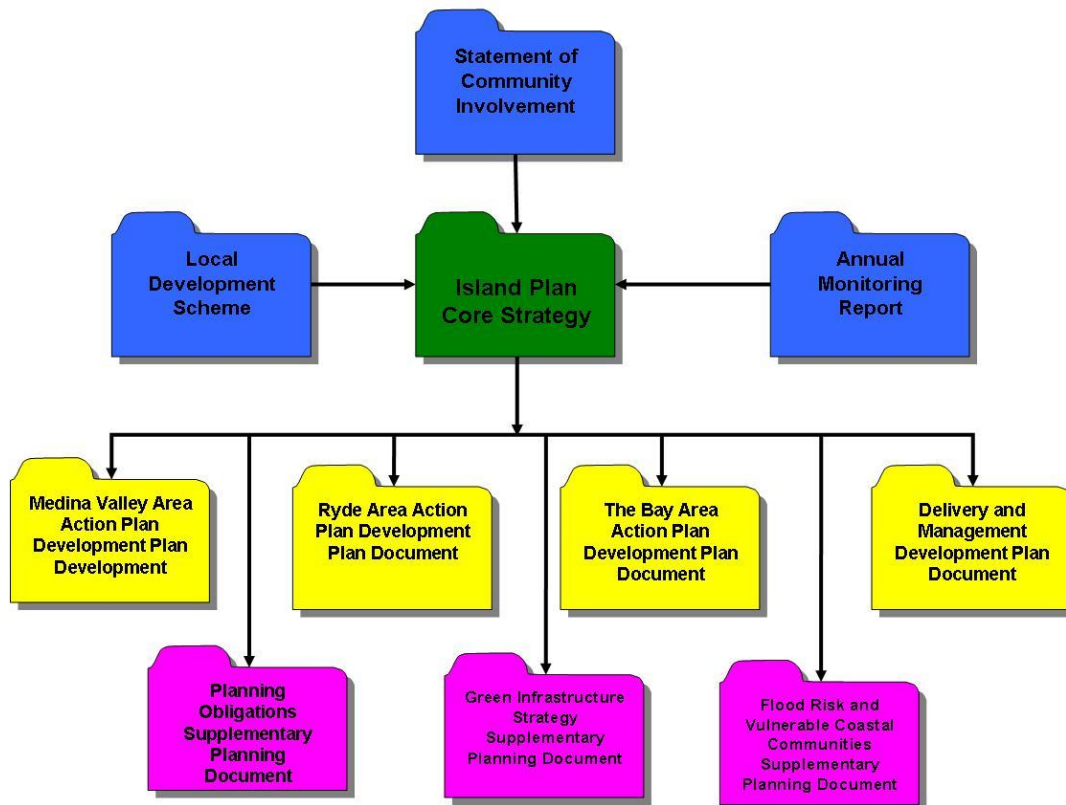 Statement of
Community
Involvement
Local
Development
Scheme
Island Plan
Core Strategy
Annual
Monitoring
Report
Medina Valley Area
Action Plan
Development Plan
Development
Ryde Area Action
Plan Development
Plan Document
The Bay Area
Action Plan
Development Plan
Document
Delivery and
Management
Development Plan
Document
Planning
Obligations
Supplementary
Planning
Document
Green Infrastructure
Strategy
Supplementary
Planning Document
Flood Risk and
Vulnerable Coastal
Communities
Supplementary
Planning Document